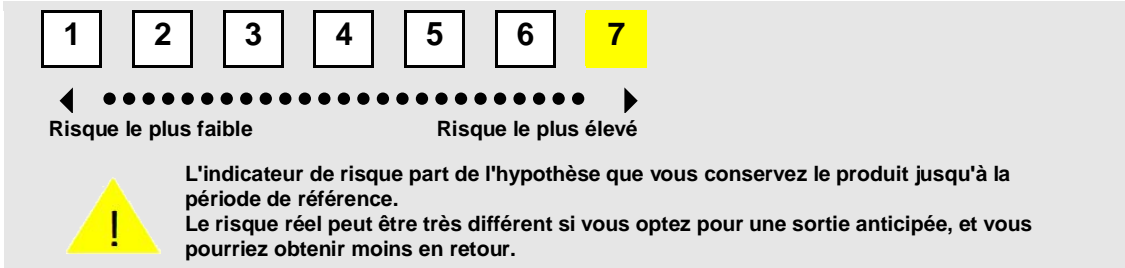 1 2 3 4 5 6 7
Risque le plus faible Risque le plus élevé
L'indicateur de risque part de l'hypothèse que vous conservez le produit jusqu'à la
période de référence.
Le risque réel peut être très différent si vous optez pour une sortie anticipée, et vous
pourriez obtenir moins en retour.
!